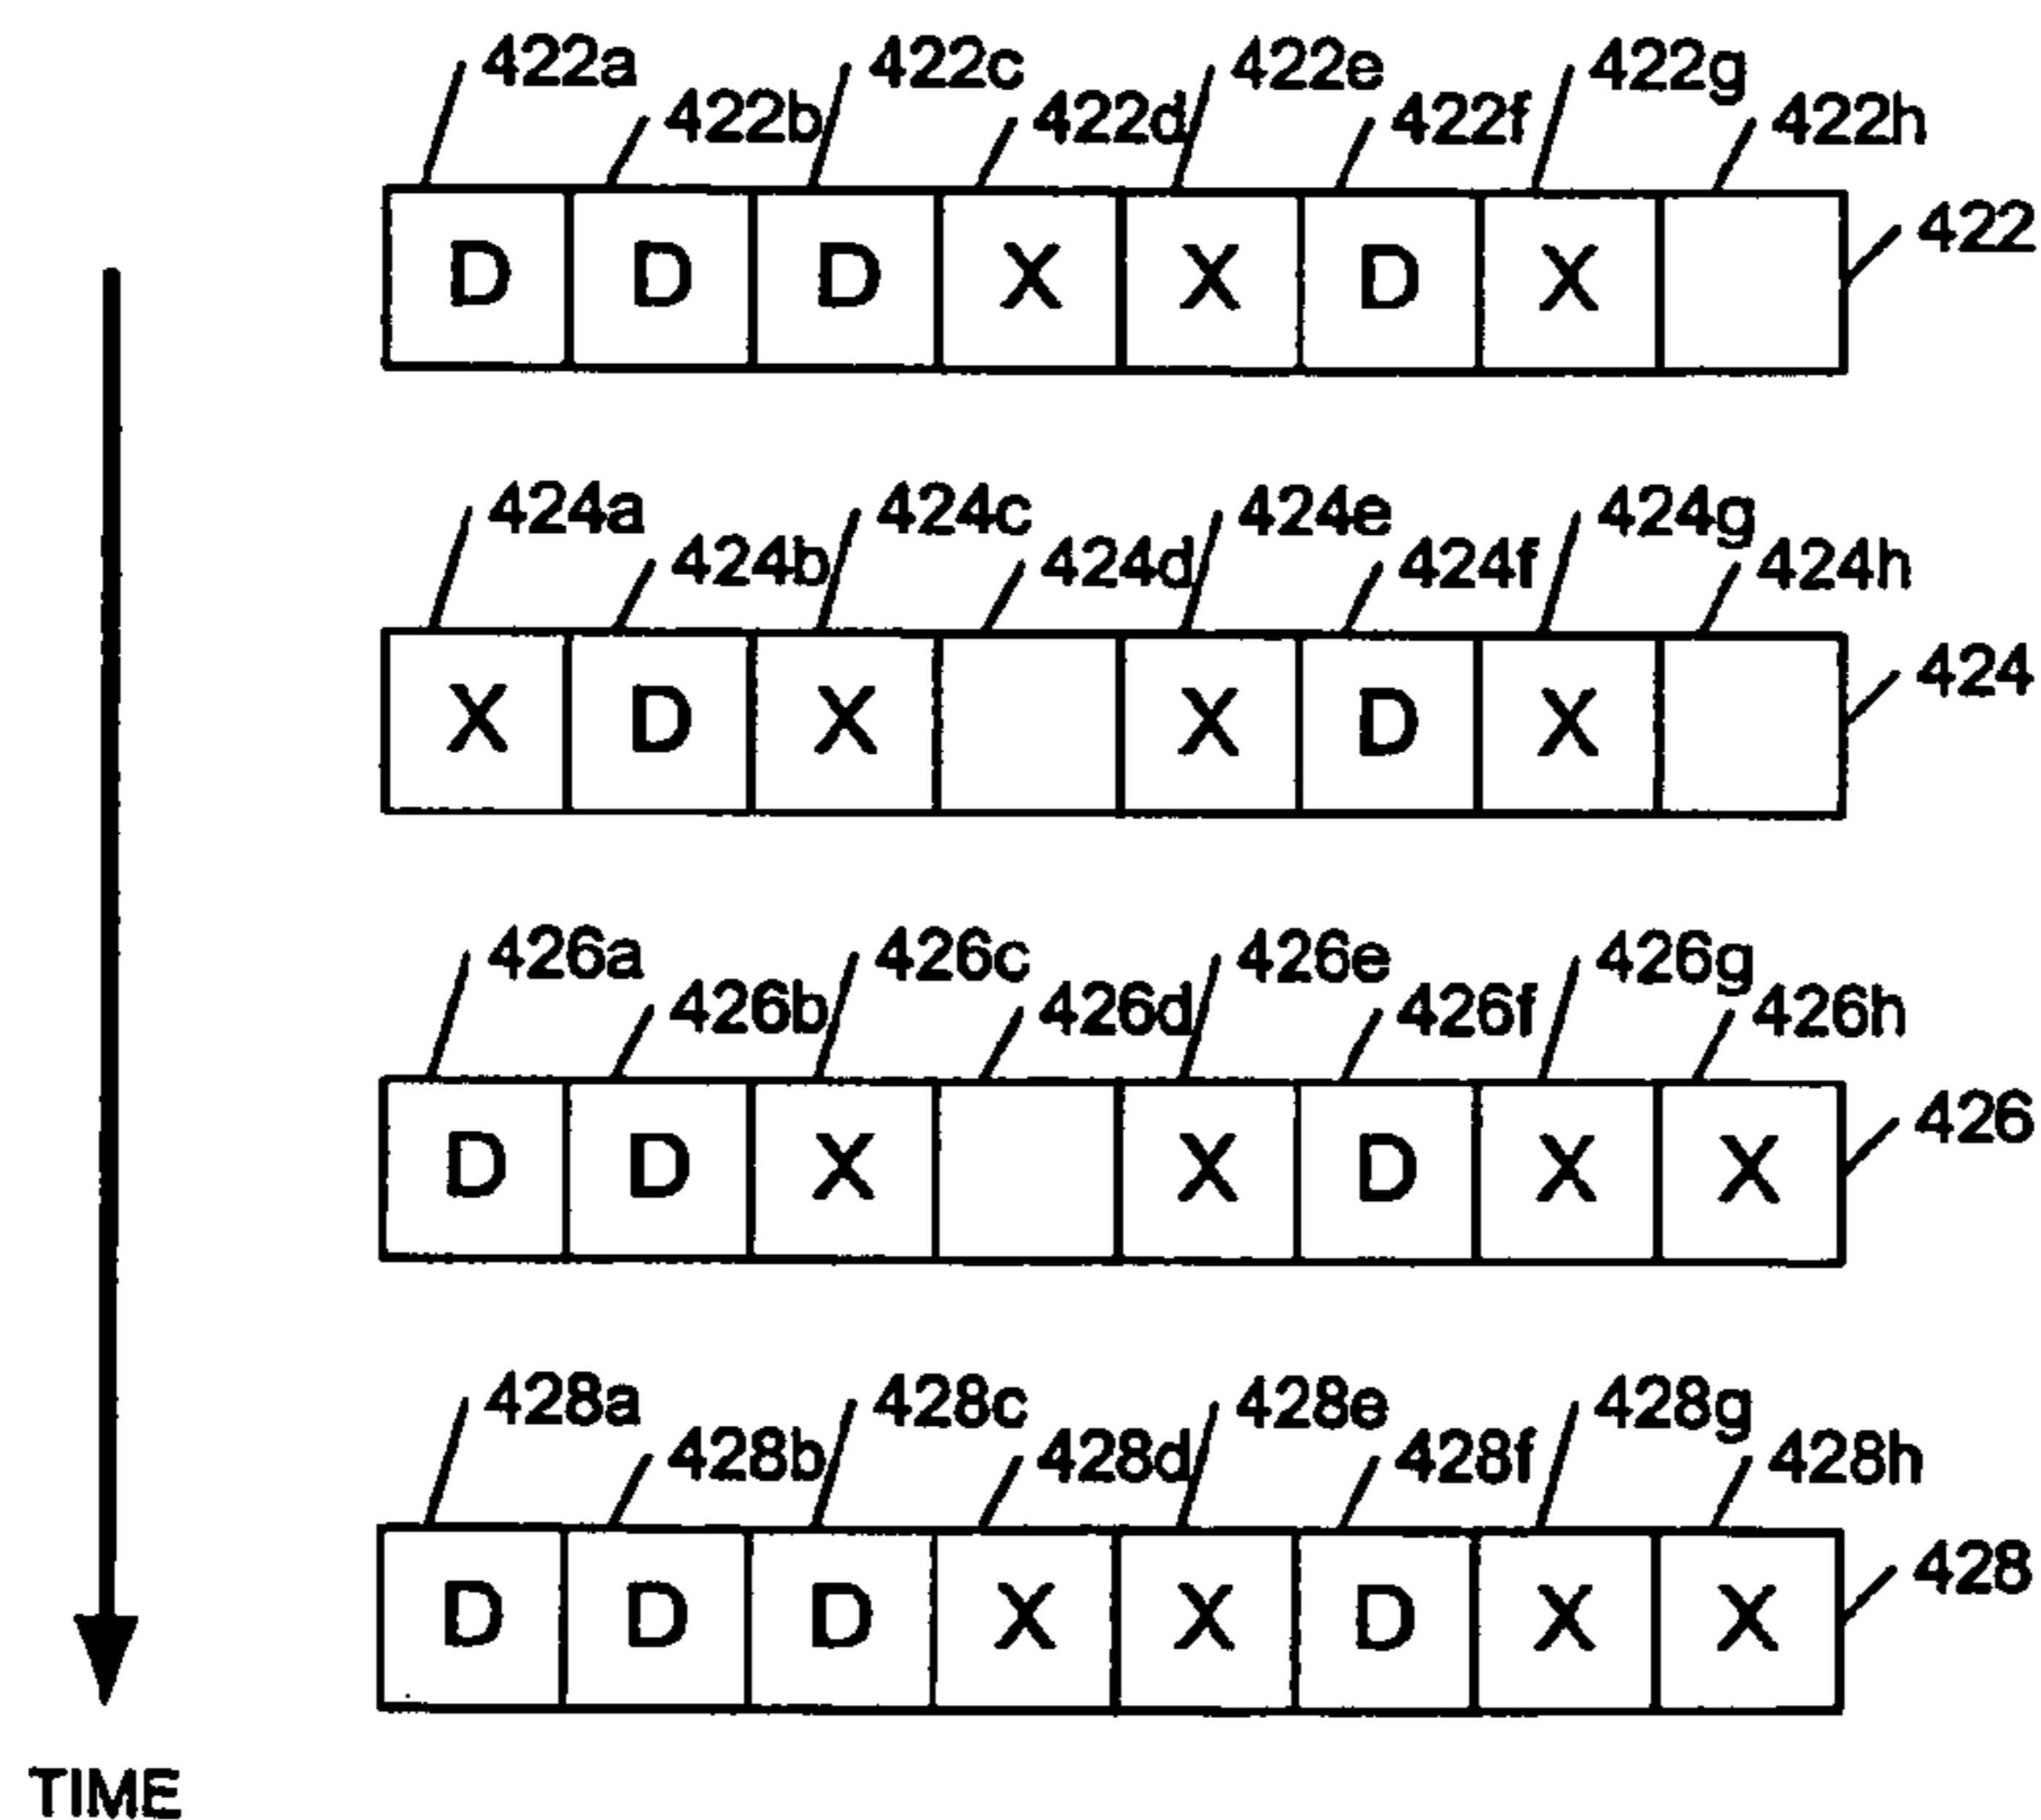 422a 422c 422e 422g
422b 422d 422f 422h
422
D D D X X D X
424a 424c 424e 424g
424b 424d 424f 424h
424
X D X X D X
426a 426c 426e 426g
426b 426d 426f 426h
426
D D X X D X X
428a 428c 428e 428g
428b 428d 428f 428h
428
D D D X X D X X
TIME